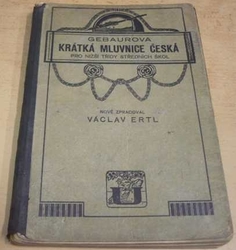 GEBAUROVA
KRÁTKÁ MLUVNICE ČESKÁ
PRO NIŽŠÍ TŘÍDY STŘEDNÍCH ŠKOL
NOVĚ ZPRACOVAL
VÁCLAV ERTL